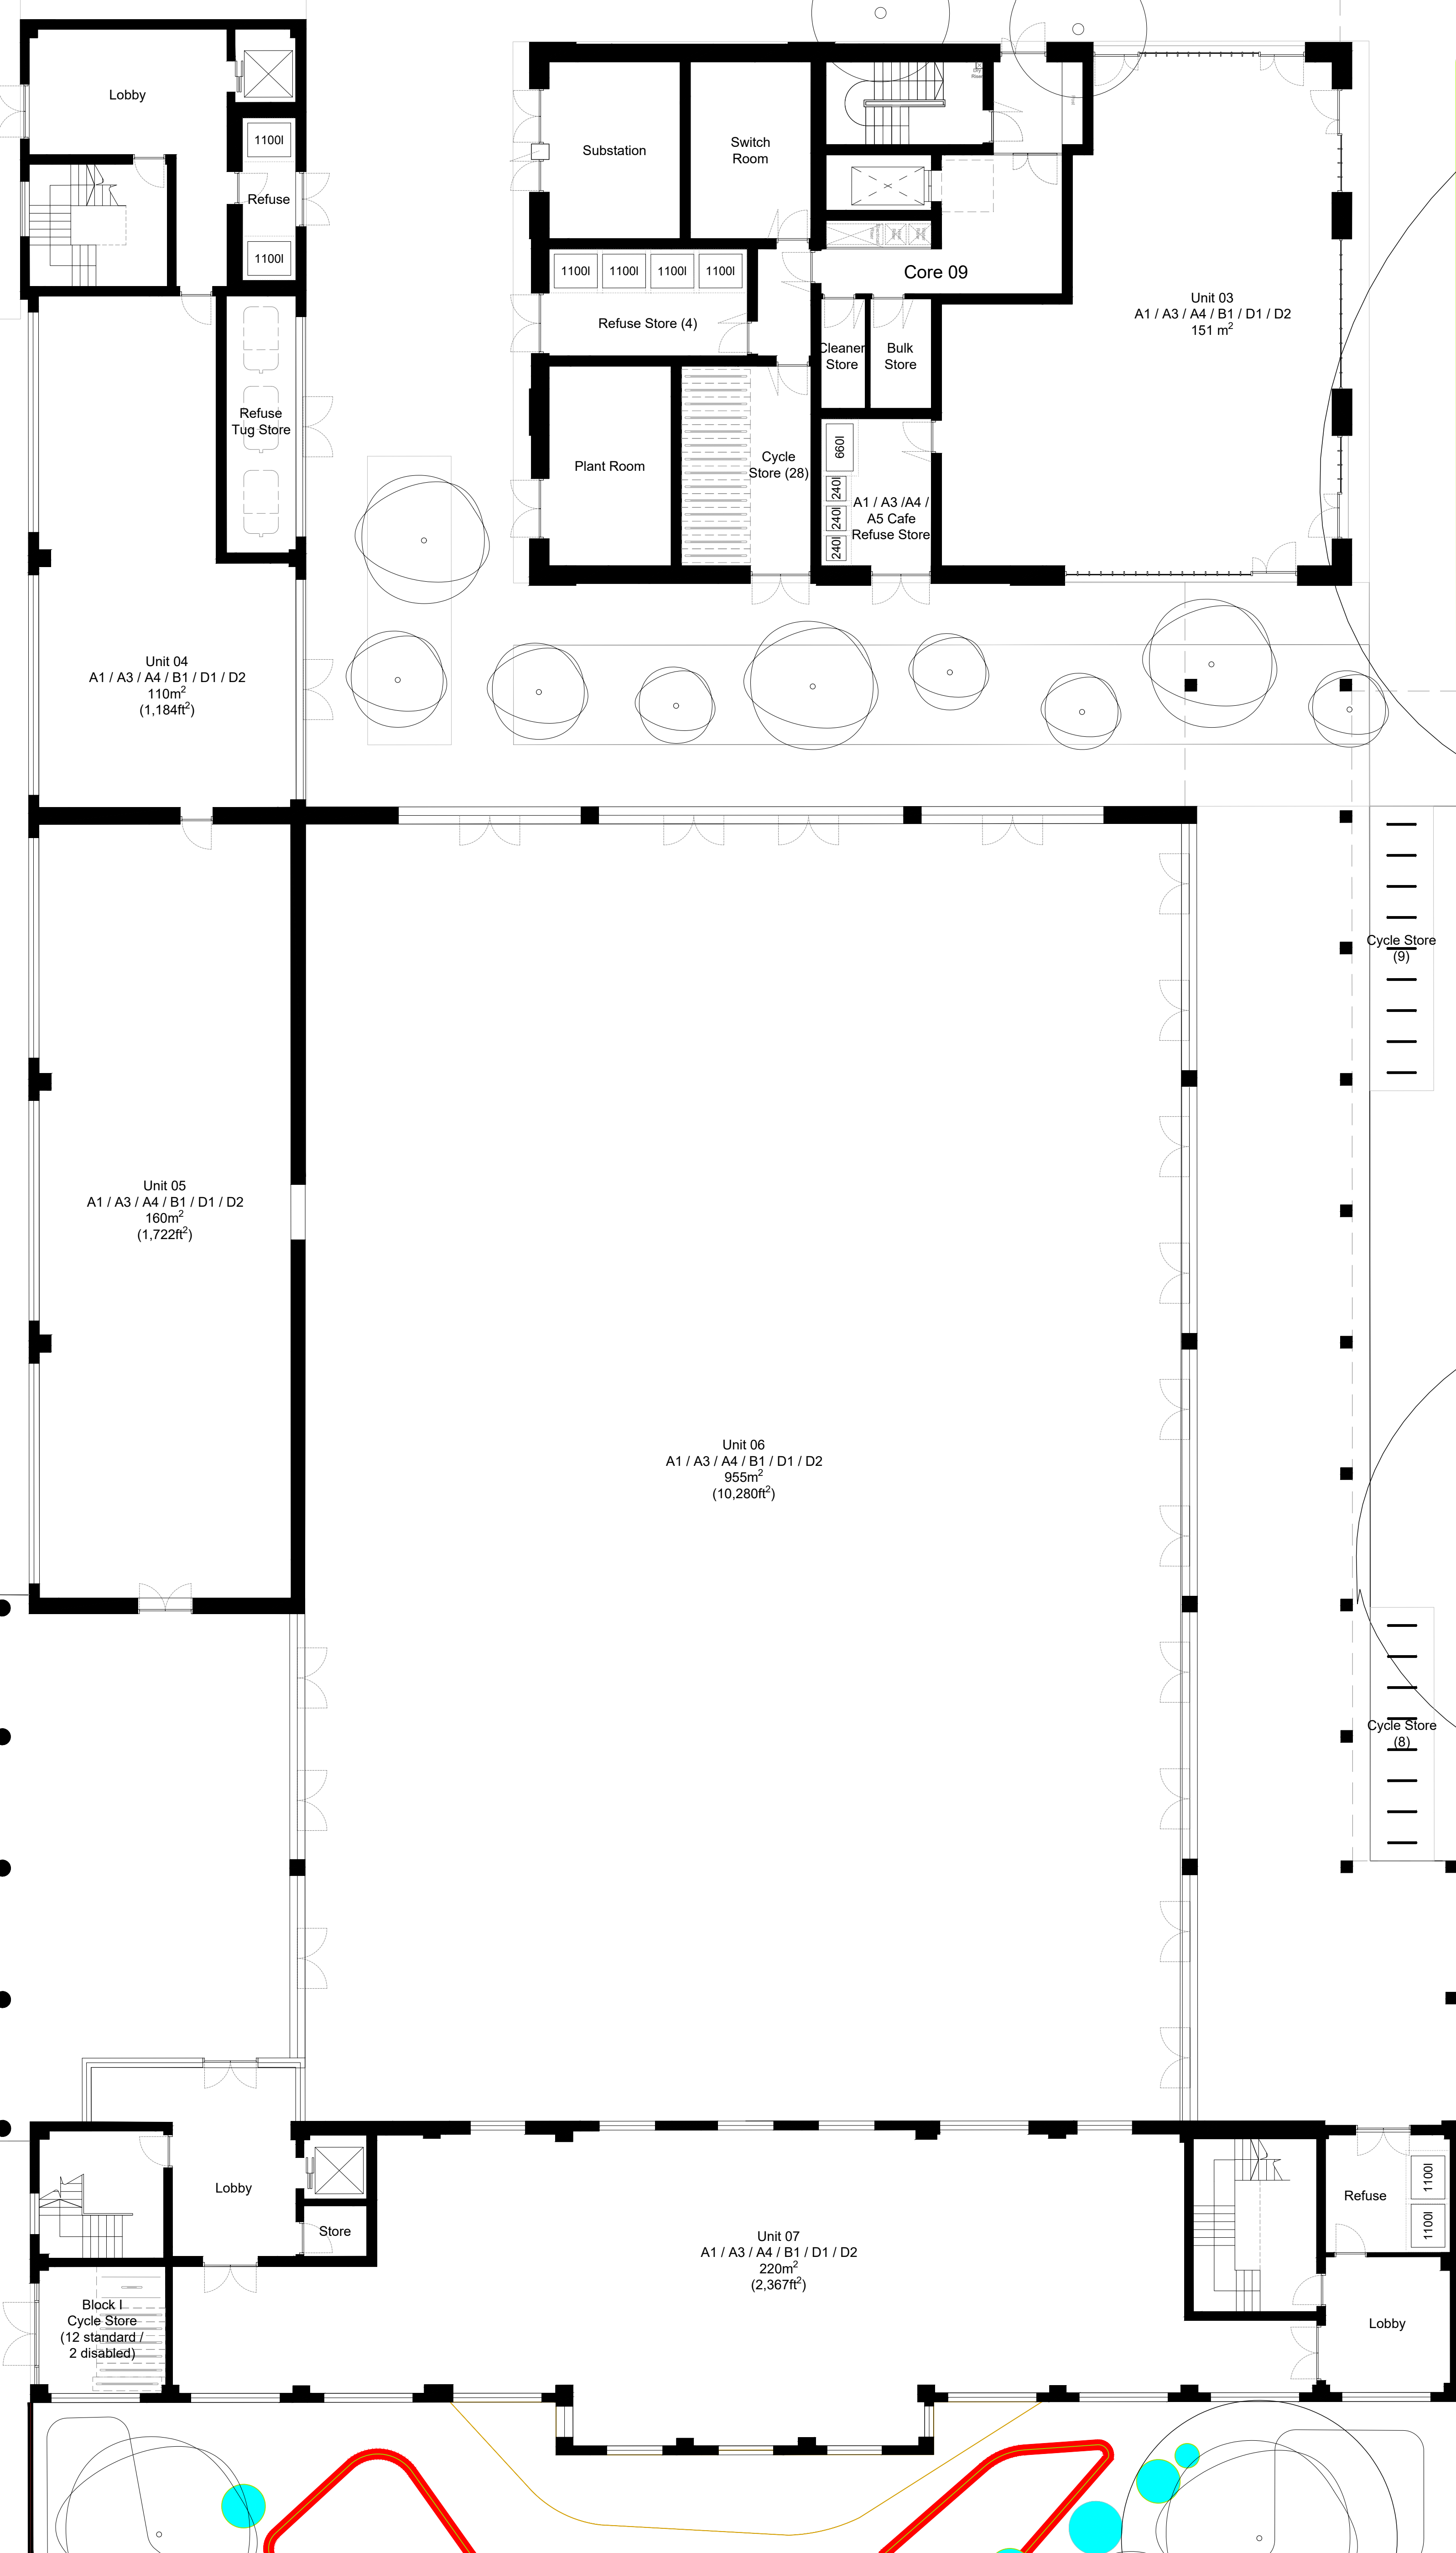 Lobby
1100l
Refuse
1100l
Substation
Switch
Room
1100l
1100l
1100l
1100l
Refuse Store (4)
Core 09
Cleaner
Store
Bulk
Store
Unit 03
A1 / A3 / A4 / B1 / D1 / D2
151 m²
Refuse
Tug Store
Plant Room
Cycle
Store (28)
660l
240l
240l
240l
A1 / A3 /A4 /
A5 Cafe
Refuse Store
Unit 04
A1 / A3 / A4 / B1 / D1 / D2
110m²
(1,184ft²)
Cycle Store
(9)
Unit 05
A1 / A3 / A4 / B1 / D1 / D2
160m²
(1,722ft²)
Unit 06
A1 / A3 / A4 / B1 / D1 / D2
955m²
(10,280ft²)
Cycle Store
(8)
Lobby
Store
Unit 07
A1 / A3 / A4 / B1 / D1 / D2
220m²
(2,367ft²)
Refuse
1100l
1100l
Lobby
Block I
Cycle Store
(12 standard /
2 disabled)